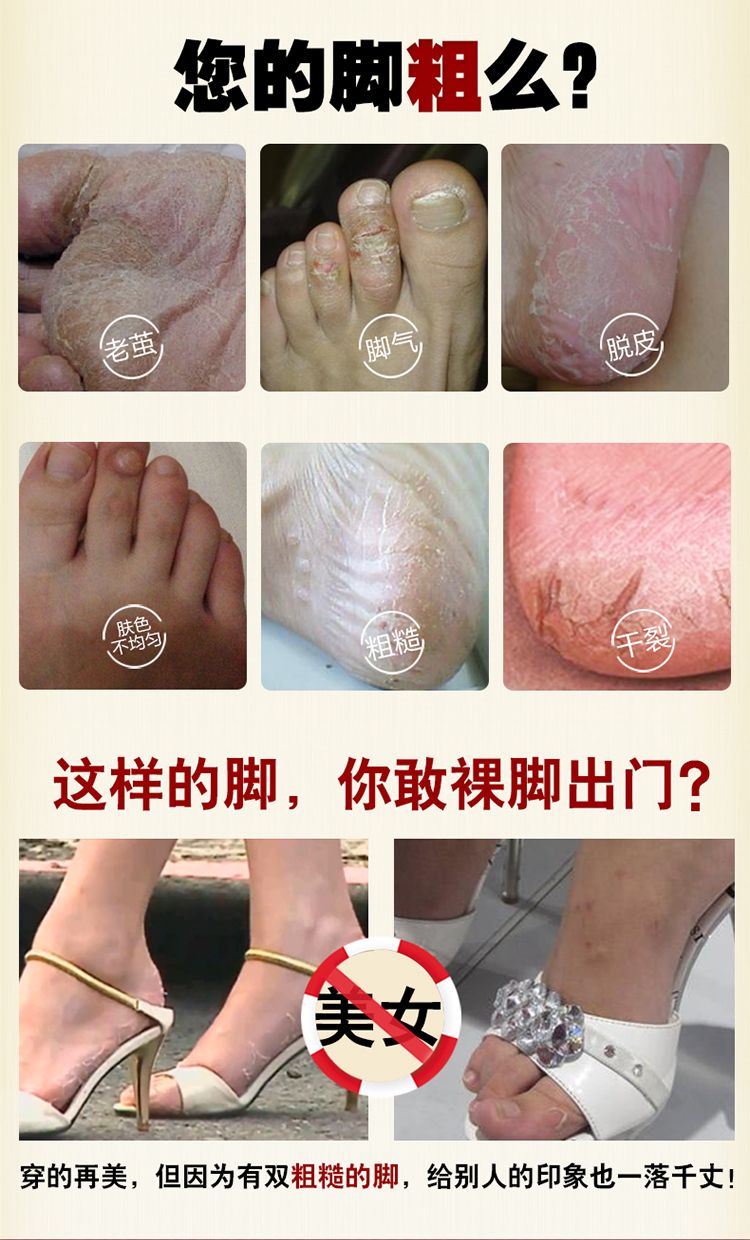 您的脚粗么?
老茧
脚气
脱皮
肤色
不均匀
粗糙
干裂
这样的脚，你敢裸脚出门?
美女
穿的再美，但因为有双粗糙的脚，给别人的印象也一落千丈!